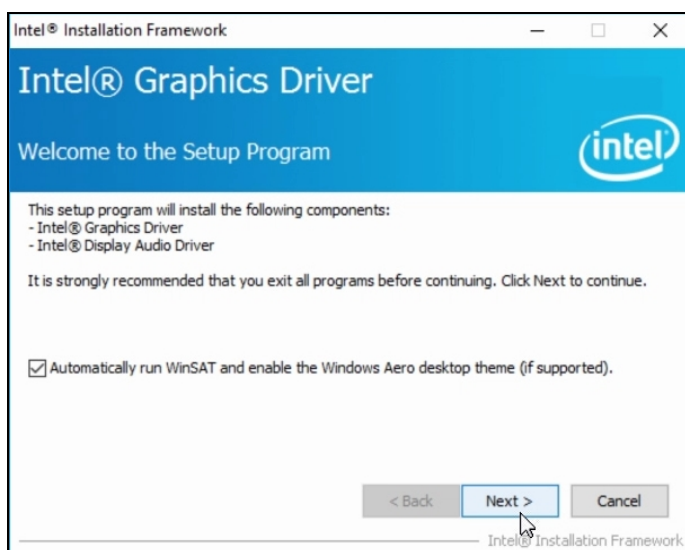 Intel® Installation Framework
Intel® Graphics Driver
Welcome to the Setup Program
intel
This setup program will install the following components:
- Intel® Graphics Driver
- Intel® Display Audio Driver
It is strongly recommended that you exit all programs before continuing. Click Next to continue.
Automatically run WinSAT and enable the Windows Aero desktop theme (if supported).
< Back Next > Cancel
Intel® Installation Framework